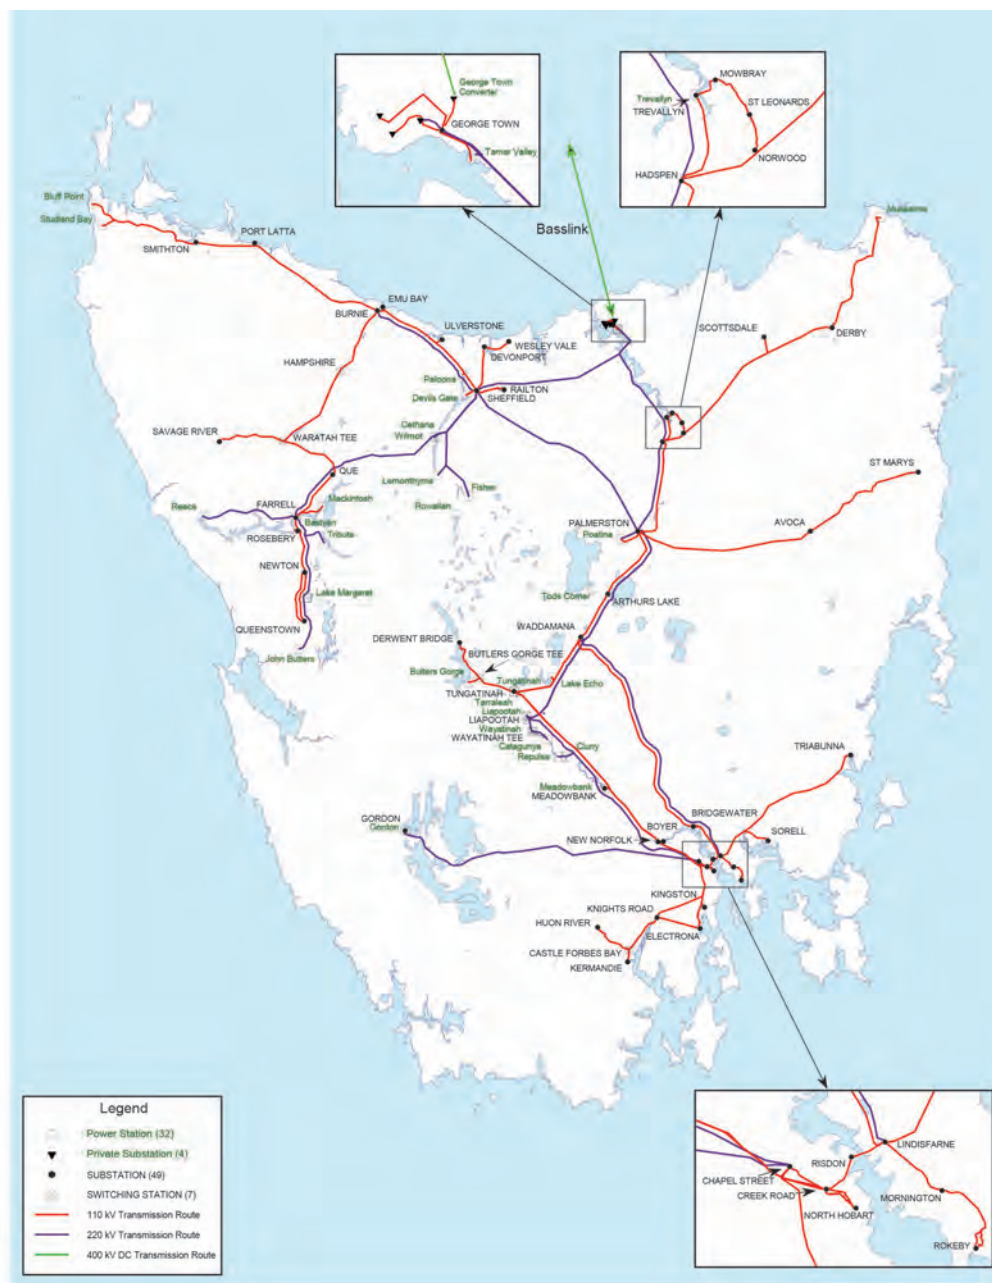 George Town
Converter
GEORGE TOWN
Tamar Valley
MOWBRAY
ST LEONARDS
Trevallyn
TREVALLYN
NORWOOD
HADSPEN
Basslink
Bluff Point
Studland Bay
SMITHTON
PORT LATTA
Musselroe
EMU BAY
BURNIE
ULVERSTONE
WESLEY VALE
DEVONPORT
SCOTTSDALE
DERBY
HAMPSHIRE
Paloona
Devils Gate
RAILTON
SHEFFIELD
Cethana
Wilmot
SAVAGE RIVER
WARATAH TEE
QUE
Lemonthyme
Fisher
Rowallan
ST MARYS
Mackintosh
Reece
FARRELL
Bastyan
ROSEBERY
Tribute
PALMERSTON
Poatina
AVOCA
NEWTON
Lake Margaret
Tods Corner
ARTHURS LAKE
QUEENSTOWN
John Butters
DERWENT BRIDGE
WADDAMANA
BUTLERS GORGE TEE
Butlers Gorge
Tungatinah
Lake Echo
TUNGATINAH
Tarraleah
Liapootah
LIAPOOTAH
Wayatinah
WAYATINAH TEE
Catagunya
Cluny
Repulse
TRIABUNNA
Meadowbank
MEADOWBANK
GORDON
Gordon
BOYER
BRIDGEWATER
NEW NORFOLK
SORELL
KINGSTON
KNIGHTS ROAD
HUON RIVER
ELECTRONA
CASTLE FORBES BAY
KERMANDIE
LINDISFARNE
RISDON
CHAPEL STREET
CREEK ROAD
MORNINGTON
NORTH HOBART
ROKEBY
Legend
Power Station (32)
Private Substation (4)
SUBSTATION (49)
SWITCHING STATION (7)
110 kV Transmission Route
220 kV Transmission Route
400 kV DC Transmission Route